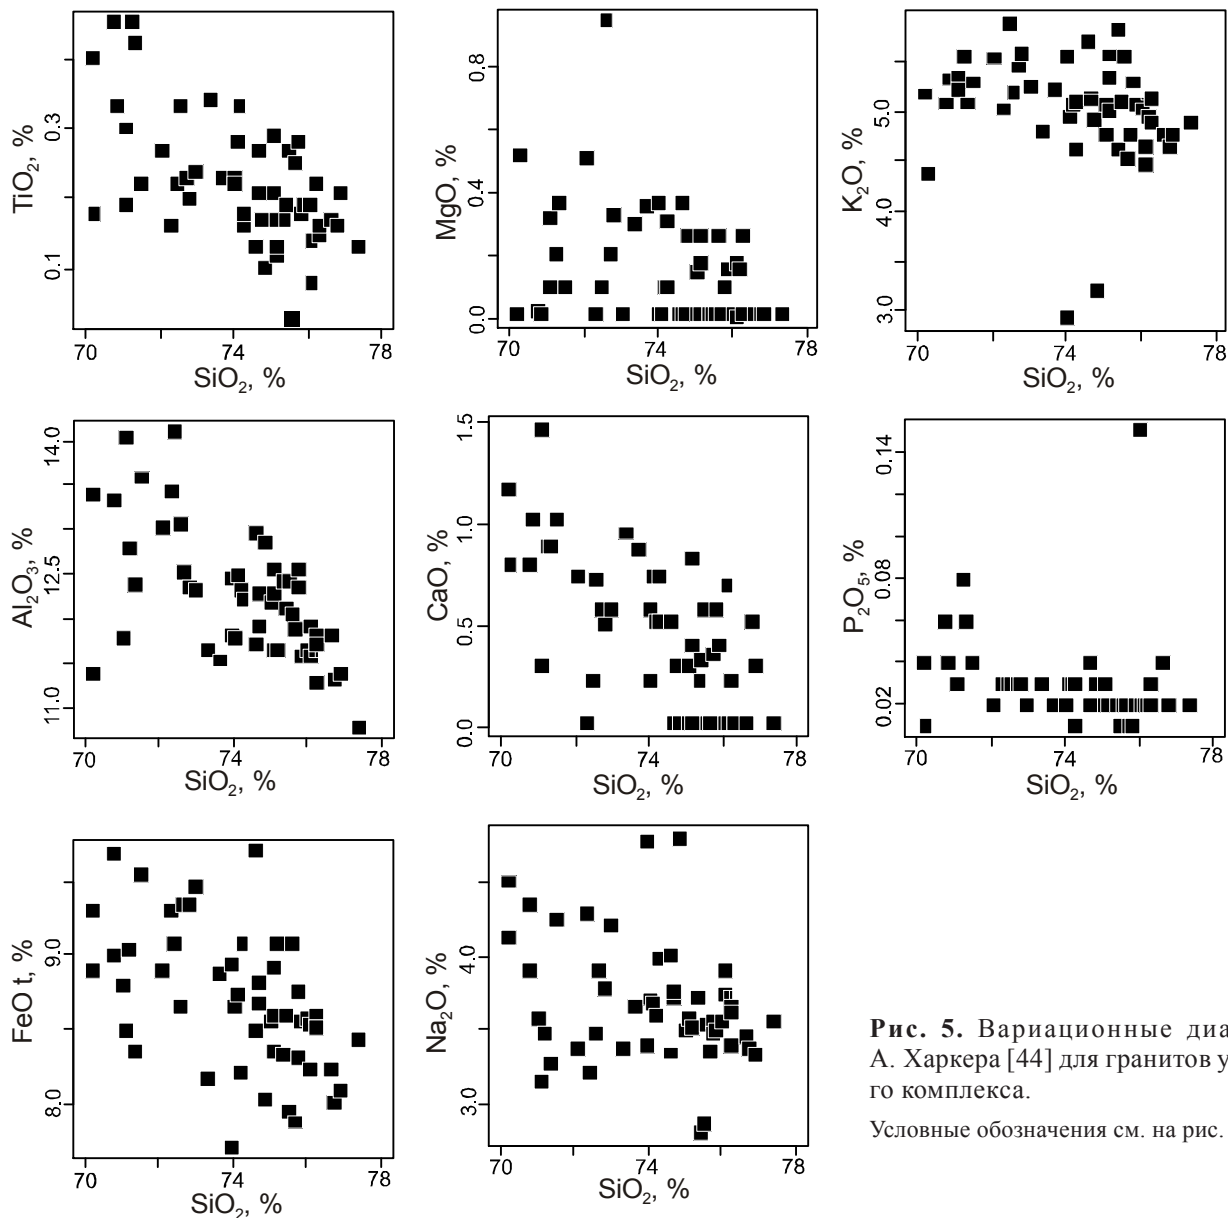 TiO₂, %
0.3
0.1
70
74
78
SiO₂, %
MgO, %
0.8
0.4
0.0
70
74
78
SiO₂, %
K₂O, %
5.0
4.0
3.0
70
74
78
SiO₂, %
Al₂O₃, %
14.0
12.5
11.0
70
74
78
SiO₂, %
CaO, %
1.5
1.0
0.5
0.0
70
74
78
SiO₂, %
P₂O₅, %
0.14
0.08
0.02
70
74
78
SiO₂, %
FeO t, %
9.0
8.0
70
74
78
SiO₂, %
Na₂O, %
4.0
3.0
70
74
78
SiO₂, %
Рис. 5. Вариационные диа
А. Харкера [44] для гранитов у
го комплекса.
Условные обозначения см. на рис.